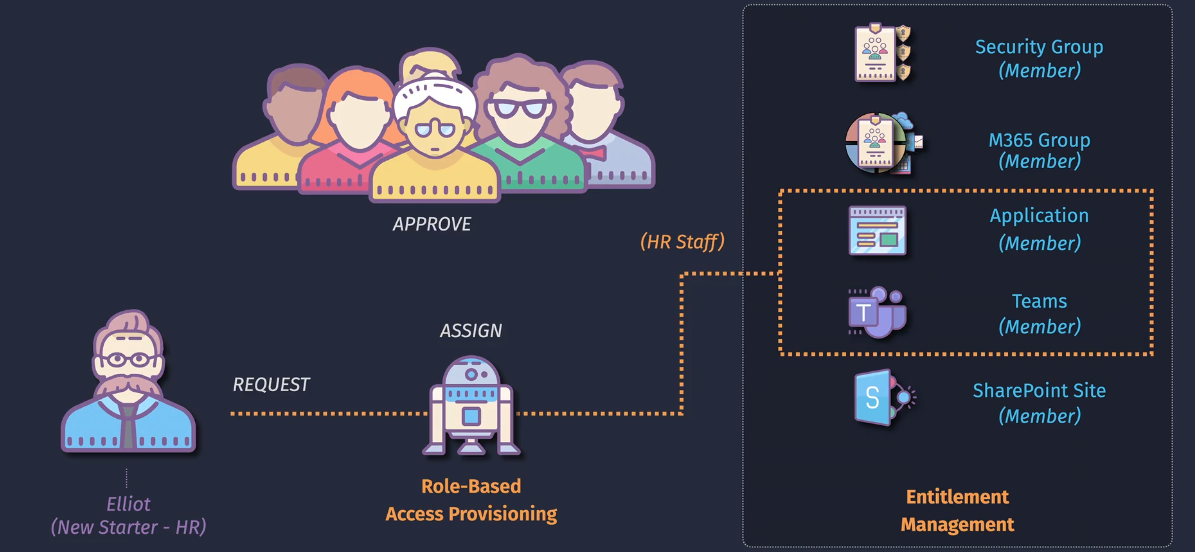 Security Group
(Member)
M365 Group
(Member)
APPROVE
(HR Staff)
Application
(Member)
T
Teams
(Member)
ASSIGN
REQUEST
S
SharePoint Site
(Member)
Elliot
(New Starter - HR)
Role-Based
Access Provisioning
Entitlement
Management